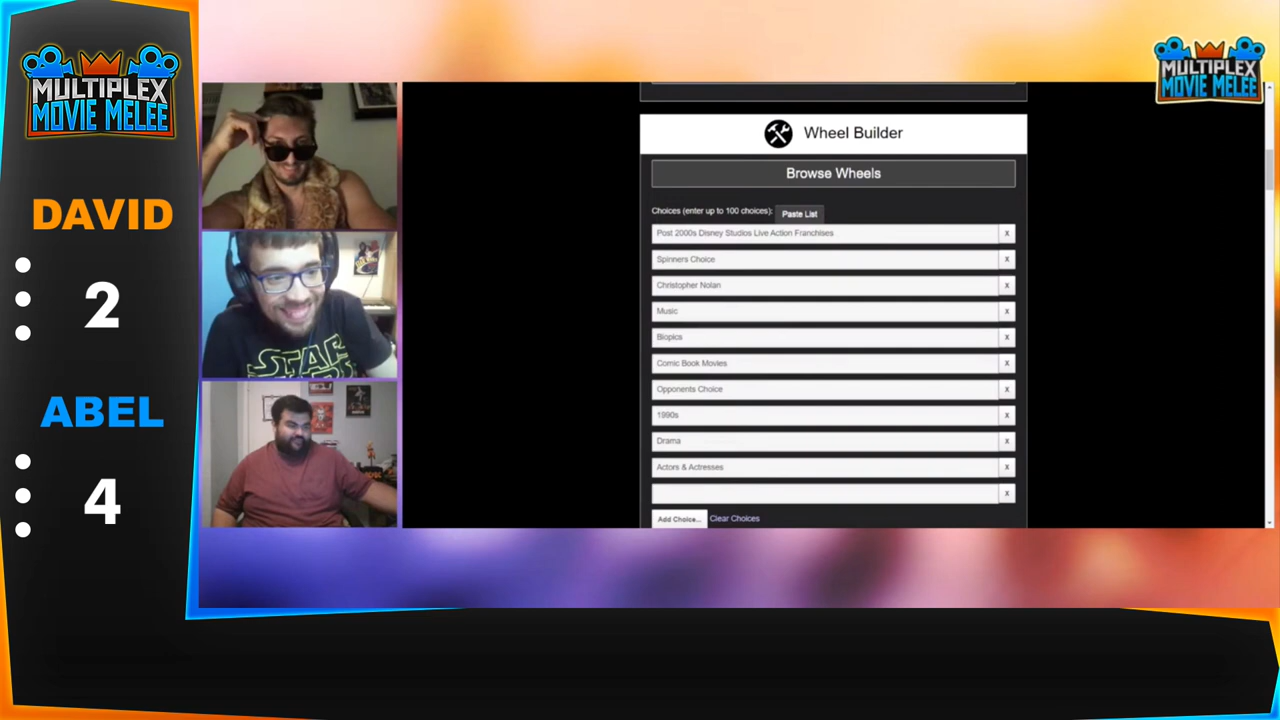 MULTIPLEX
MOVIE MELEE
DAVID
2
ABEL
4
STAR
MULTIPLEX
MOVIE MELEE
Wheel Builder
Browse Wheels
Choices (enter up to 100 choices):
Paste List
Post 2000s Disney Studios Live Action Franchises
X
Spinners Choice
X
Christopher Nolan
X
Music
X
Biopics
X
Comic Book Movies
X
Opponents Choice
X
1990s
X
Drama
X
Actors & Actresses
X
X
Add Choice...
Clear Choices